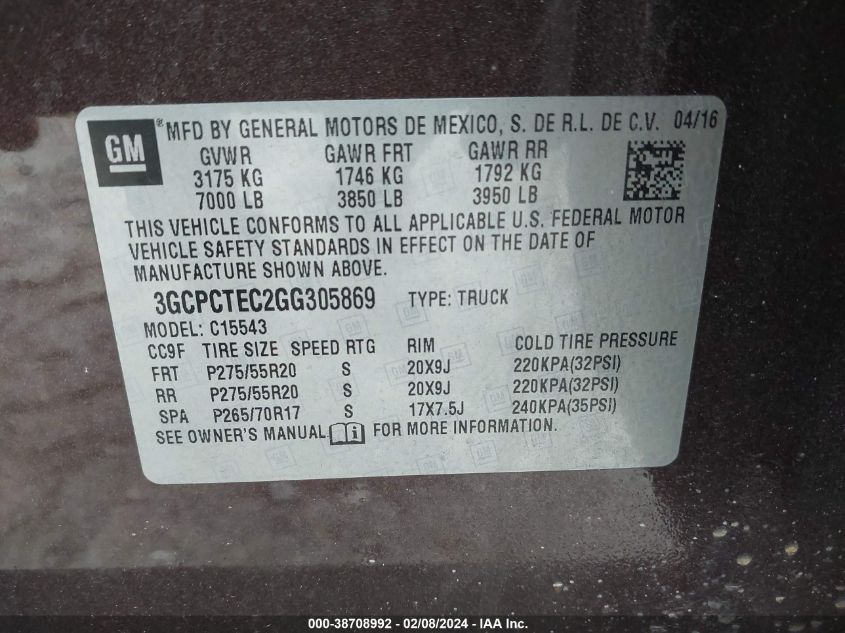 GM ® MFD BY GENERAL MOTORS DE MEXICO, S. DE R.L. DE C.V. 04/16
GVWR GAWR FRT GAWR RR
3175 KG 1746 KG 1792 KG
7000 LB 3850 LB 3950 LB
THIS VEHICLE CONFORMS TO ALL APPLICABLE U.S. FEDERAL MOTOR
VEHICLE SAFETY STANDARDS IN EFFECT ON THE DATE OF
MANUFACTURE SHOWN ABOVE.
3GCPCTEC2GG305869 TYPE: TRUCK
MODEL: C15543
CC9F TIRE SIZE SPEED RTG RIM COLD TIRE PRESSURE
FRT P275/55R20 S 20X9J 220KPA(32PSI)
RR P275/55R20 S 20X9J 220KPA(32PSI)
SPA P265/70R17 S 17X7.5J 240KPA(35PSI)
SEE OWNER'S MANUAL FOR MORE INFORMATION.
000-38708992 - 02/08/2024 - IAA Inc.